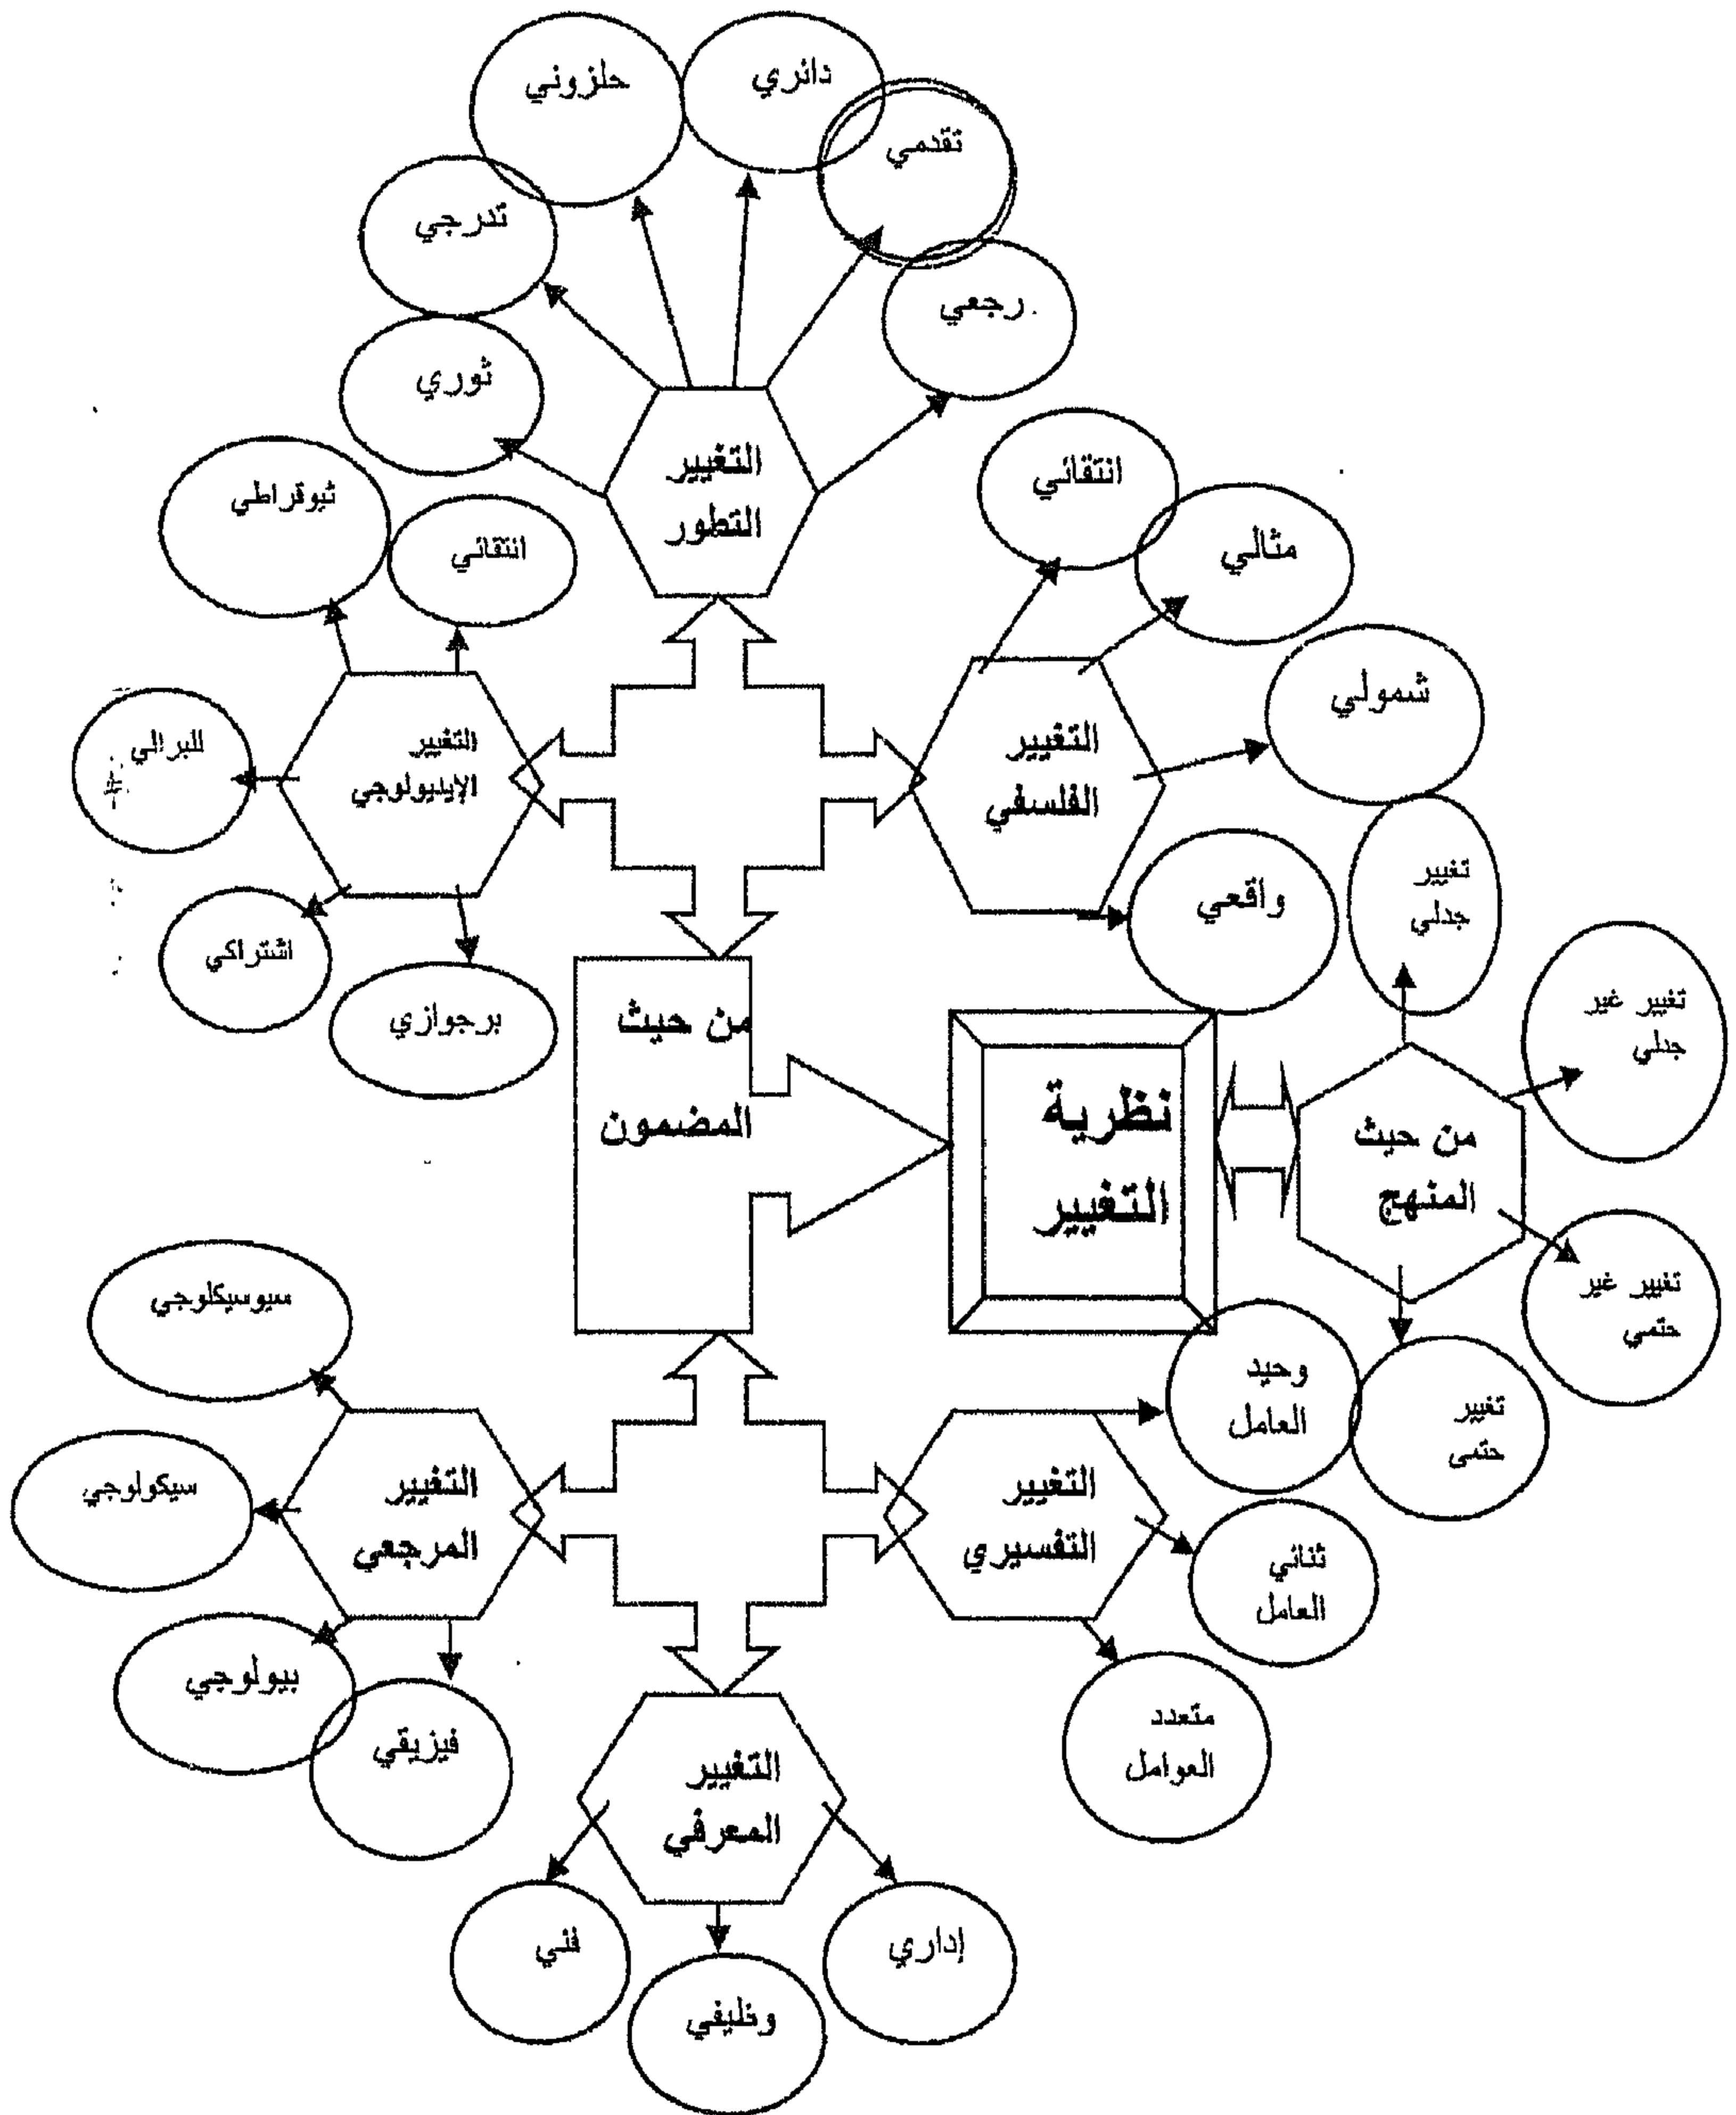 حلزوني
دائري
تقدمي
تدرجي
رجعي
ثوري
التغيير
التطور
ثيوقراطي
انتقائي
التغيير
الإيديولوجي
للبرالي
اشتراكي
برجوازي
انتقائي
مثالي
شمولي
التغيير
الفلسفي
واقعي
تغيير
جدلي
تغيير غير
جدلي
من حيث
المنهج
تغيير غير
حتمي
تغيير
حتمى
نظرية
التغيير
من حيث
المضمون
وحيد
العامل
التغيير
التفسيري
ثنائي
العامل
متعدد
العوامل
سيوسيكلوجي
سيكولوجي
التغيير
المرجعي
بيولوجي
فيزيقي
التغيير
المعرفي
فني
وظيفي
إداري